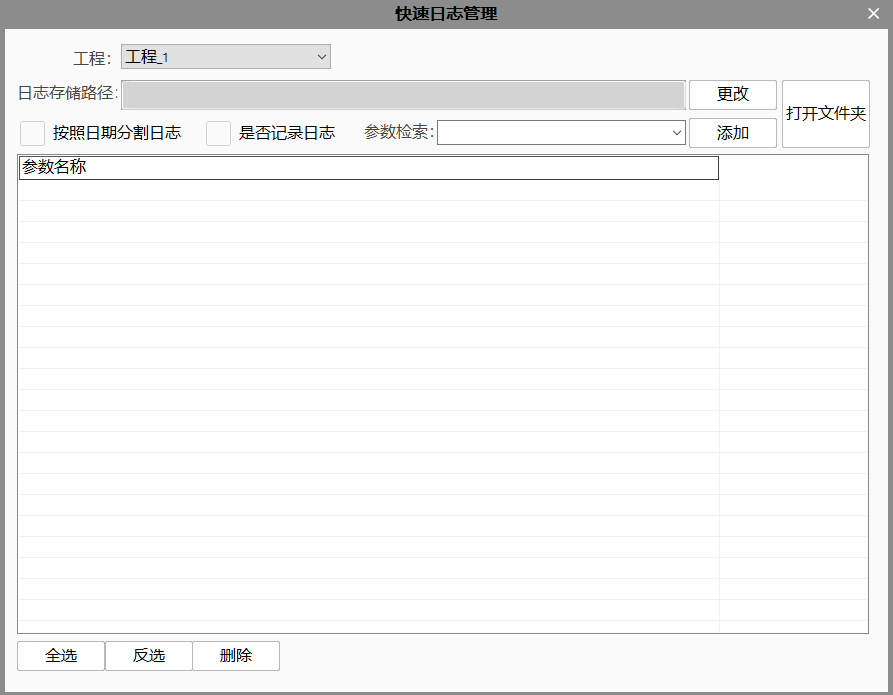 快速日志管理
工程: 工程_1
日志存储路径: 更改 打开文件夹
按照日期分割日志 是否记录日志 参数检索: 添加
参数名称
全选 反选 删除